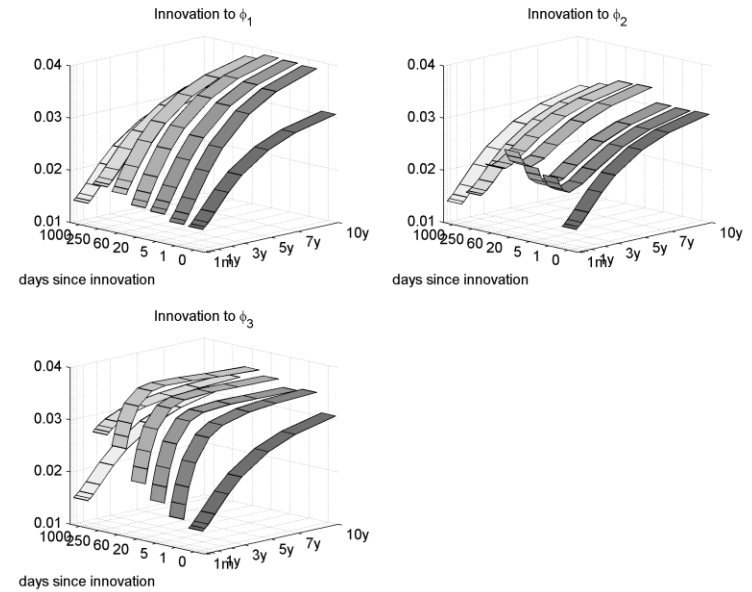 Innovation to ϕ1
0.04
0.03
0.02
0.01
1000 250 60 20 5 1 0
1m 1y 3y 5y 7y 10y
days since innovation
Innovation to ϕ2
0.04
0.03
0.02
0.01
1000 250 60 20 5 1 0
1m 1y 3y 5y 7y 10y
days since innovation
Innovation to ϕ3
0.04
0.03
0.02
0.01
1000 250 60 20 5 1 0
1m 1y 3y 5y 7y 10y
days since innovation